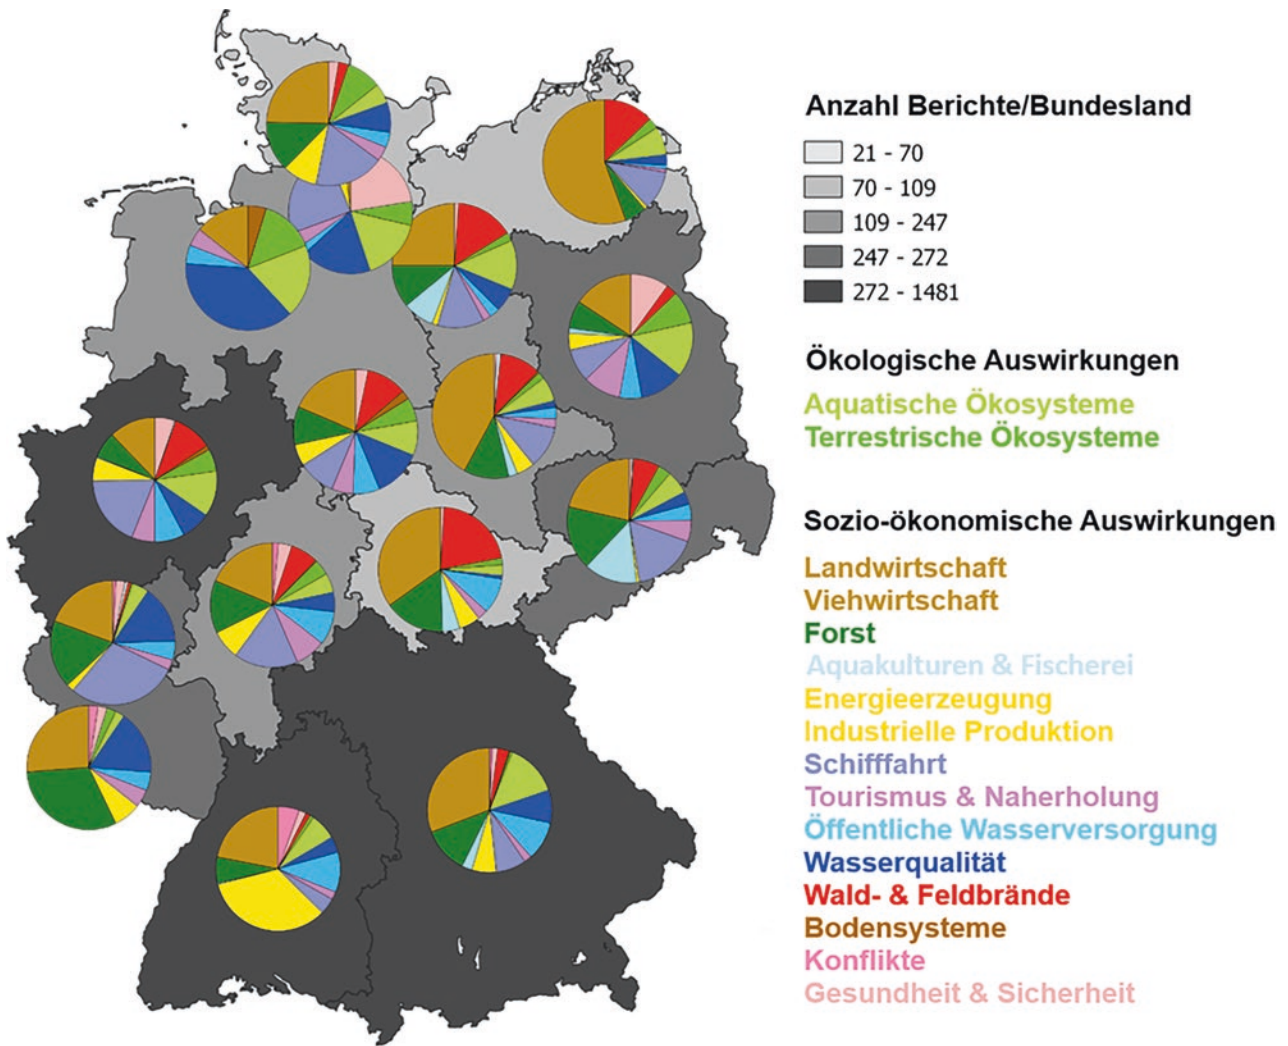 Anzahl Berichte/Bundesland
21 - 70
70 - 109
109 - 247
247 - 272
272 - 1481
Ökologische Auswirkungen
Aquatische Ökosysteme
Terrestrische Ökosysteme
Sozio-ökonomische Auswirkungen
Landwirtschaft
Viehwirtschaft
Forst
Aquakulturen & Fischerei
Energieerzeugung
Industrielle Produktion
Schifffahrt
Tourismus & Naherholung
Öffentliche Wasserversorgung
Wasserqualität
Wald- & Feldbrände
Bodensysteme
Konflikte
Gesundheit & Sicherheit